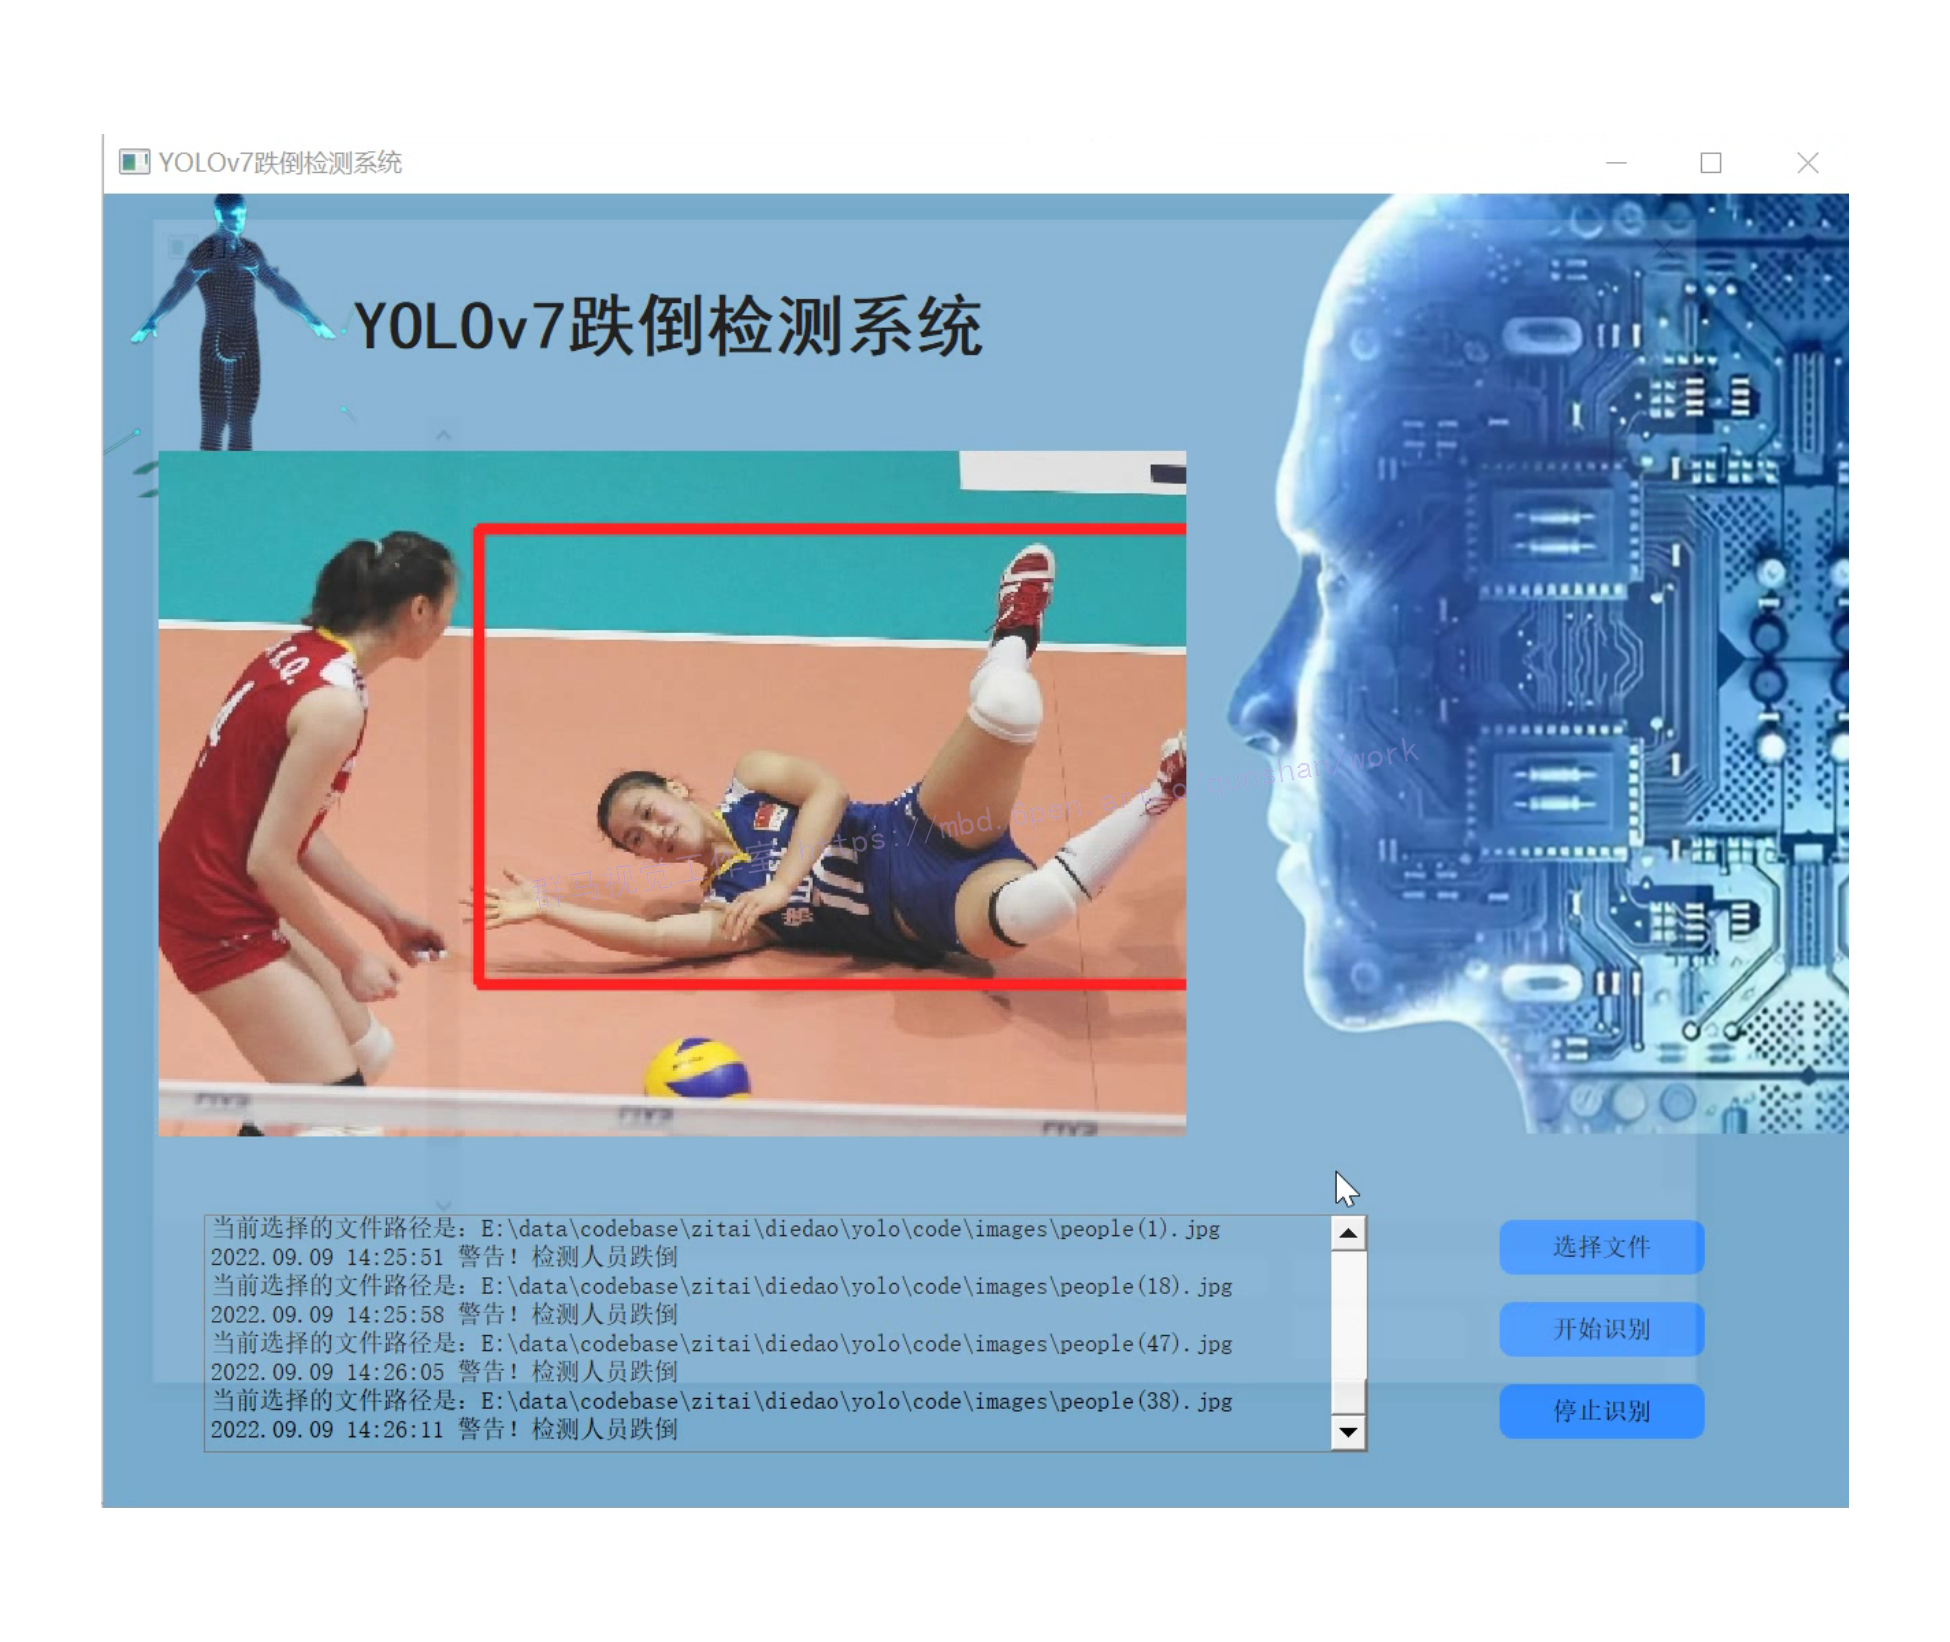 YOLOv7跌倒检测系统
YOLOv7跌倒检测系统
1
10
当前选择的文件路径是: E:\data\codebase\zitai\diedao\yolo\code\images\people(1).jpg
2022.09.09 14:25:51 警告! 检测人员跌倒
当前选择的文件路径是: E:\data\codebase\zitai\diedao\yolo\code\images\people(18).jpg
2022.09.09 14:25:58 警告! 检测人员跌倒
当前选择的文件路径是: E:\data\codebase\zitai\diedao\yolo\code\images\people(47).jpg
2022.09.09 14:26:05 警告! 检测人员跌倒
当前选择的文件路径是: E:\data\codebase\zitai\diedao\yolo\code\images\people(38).jpg
2022.09.09 14:26:11 警告! 检测人员跌倒
选择文件
开始识别
停止识别